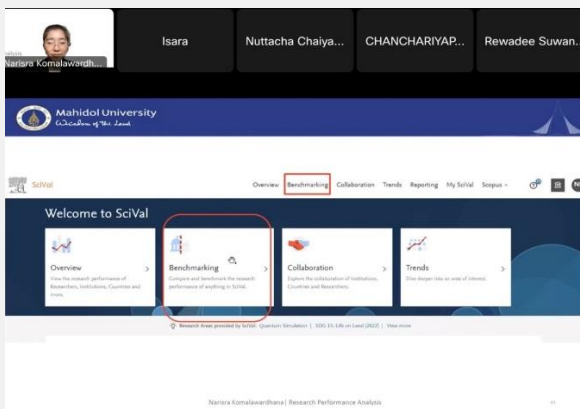 Narisra Komalawardh...
Isara
Nuttacha Chaiya...
CHANCHARIYAP...
Rewadee Suwan...
Mahidol University
Wisdom of the Land
SciVal
Overview Benchmarking Collaboration Trends Reporting My SciVal Scopus
Welcome to SciVal
Overview
View the research performance of
Researchers, Institutions, Countries and
more.
Benchmarking
Compare and benchmark the research
performance of anything in SciVal.
Collaboration
Explore the collaboration of Institutions,
Countries and Researchers.
Trends
Dive deeper into an area of interest.
Research Areas provided by SciVal: Quantum Simulation | SDG 15: Life on Land (2022) | View more
Narisra Komalawardhana | Research Performance Analysis